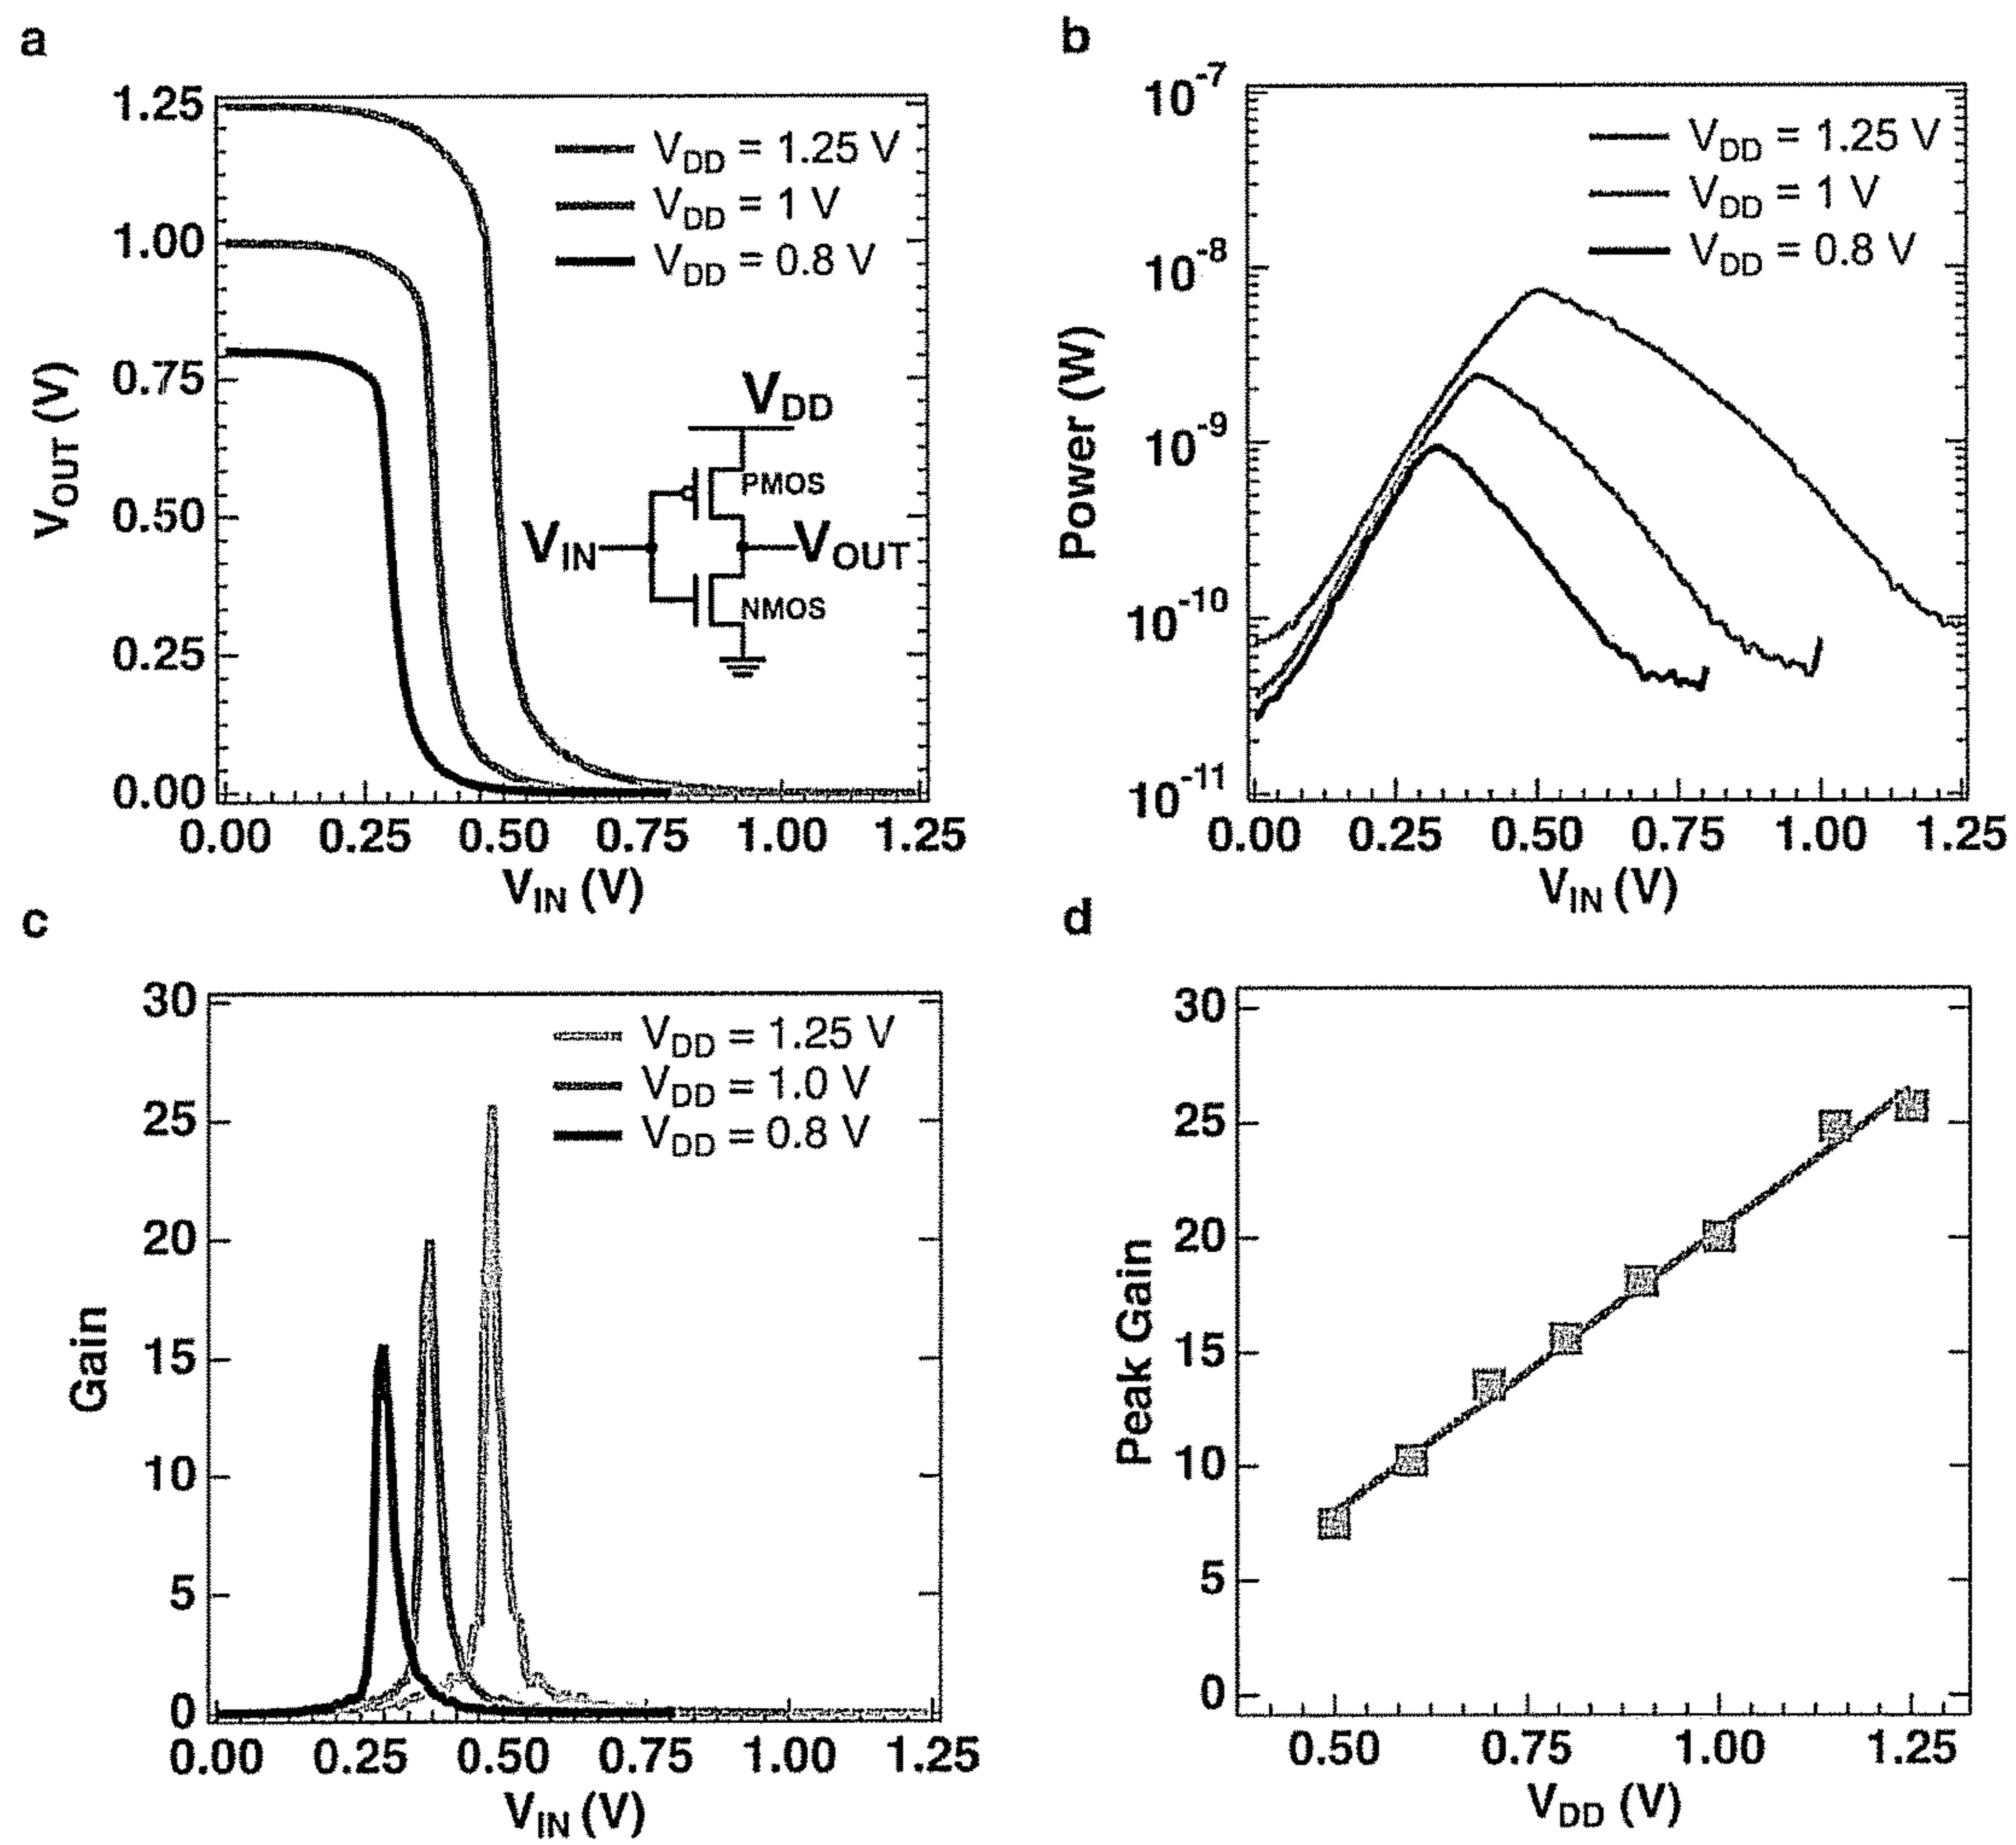 a
1.25
1.00
0.75
0.50
0.25
0.00
V_OUT (V)
V_DD = 1.25 V
V_DD = 1 V
V_DD = 0.8 V
V_DD
PMOS
V_IN
V_OUT
NMOS
0.00 0.25 0.50 0.75 1.00 1.25
V_IN (V)
b
10^-7
10^-8
10^-9
10^-10
10^-11
Power (W)
V_DD = 1.25 V
V_DD = 1 V
V_DD = 0.8 V
0.00 0.25 0.50 0.75 1.00 1.25
V_IN (V)
c
30
25
20
15
10
5
0
Gain
V_DD = 1.25 V
V_DD = 1.0 V
V_DD = 0.8 V
0.00 0.25 0.50 0.75 1.00 1.25
V_IN (V)
d
30
25
20
15
10
5
0
Peak Gain
0.50 0.75 1.00 1.25
V_DD (V)